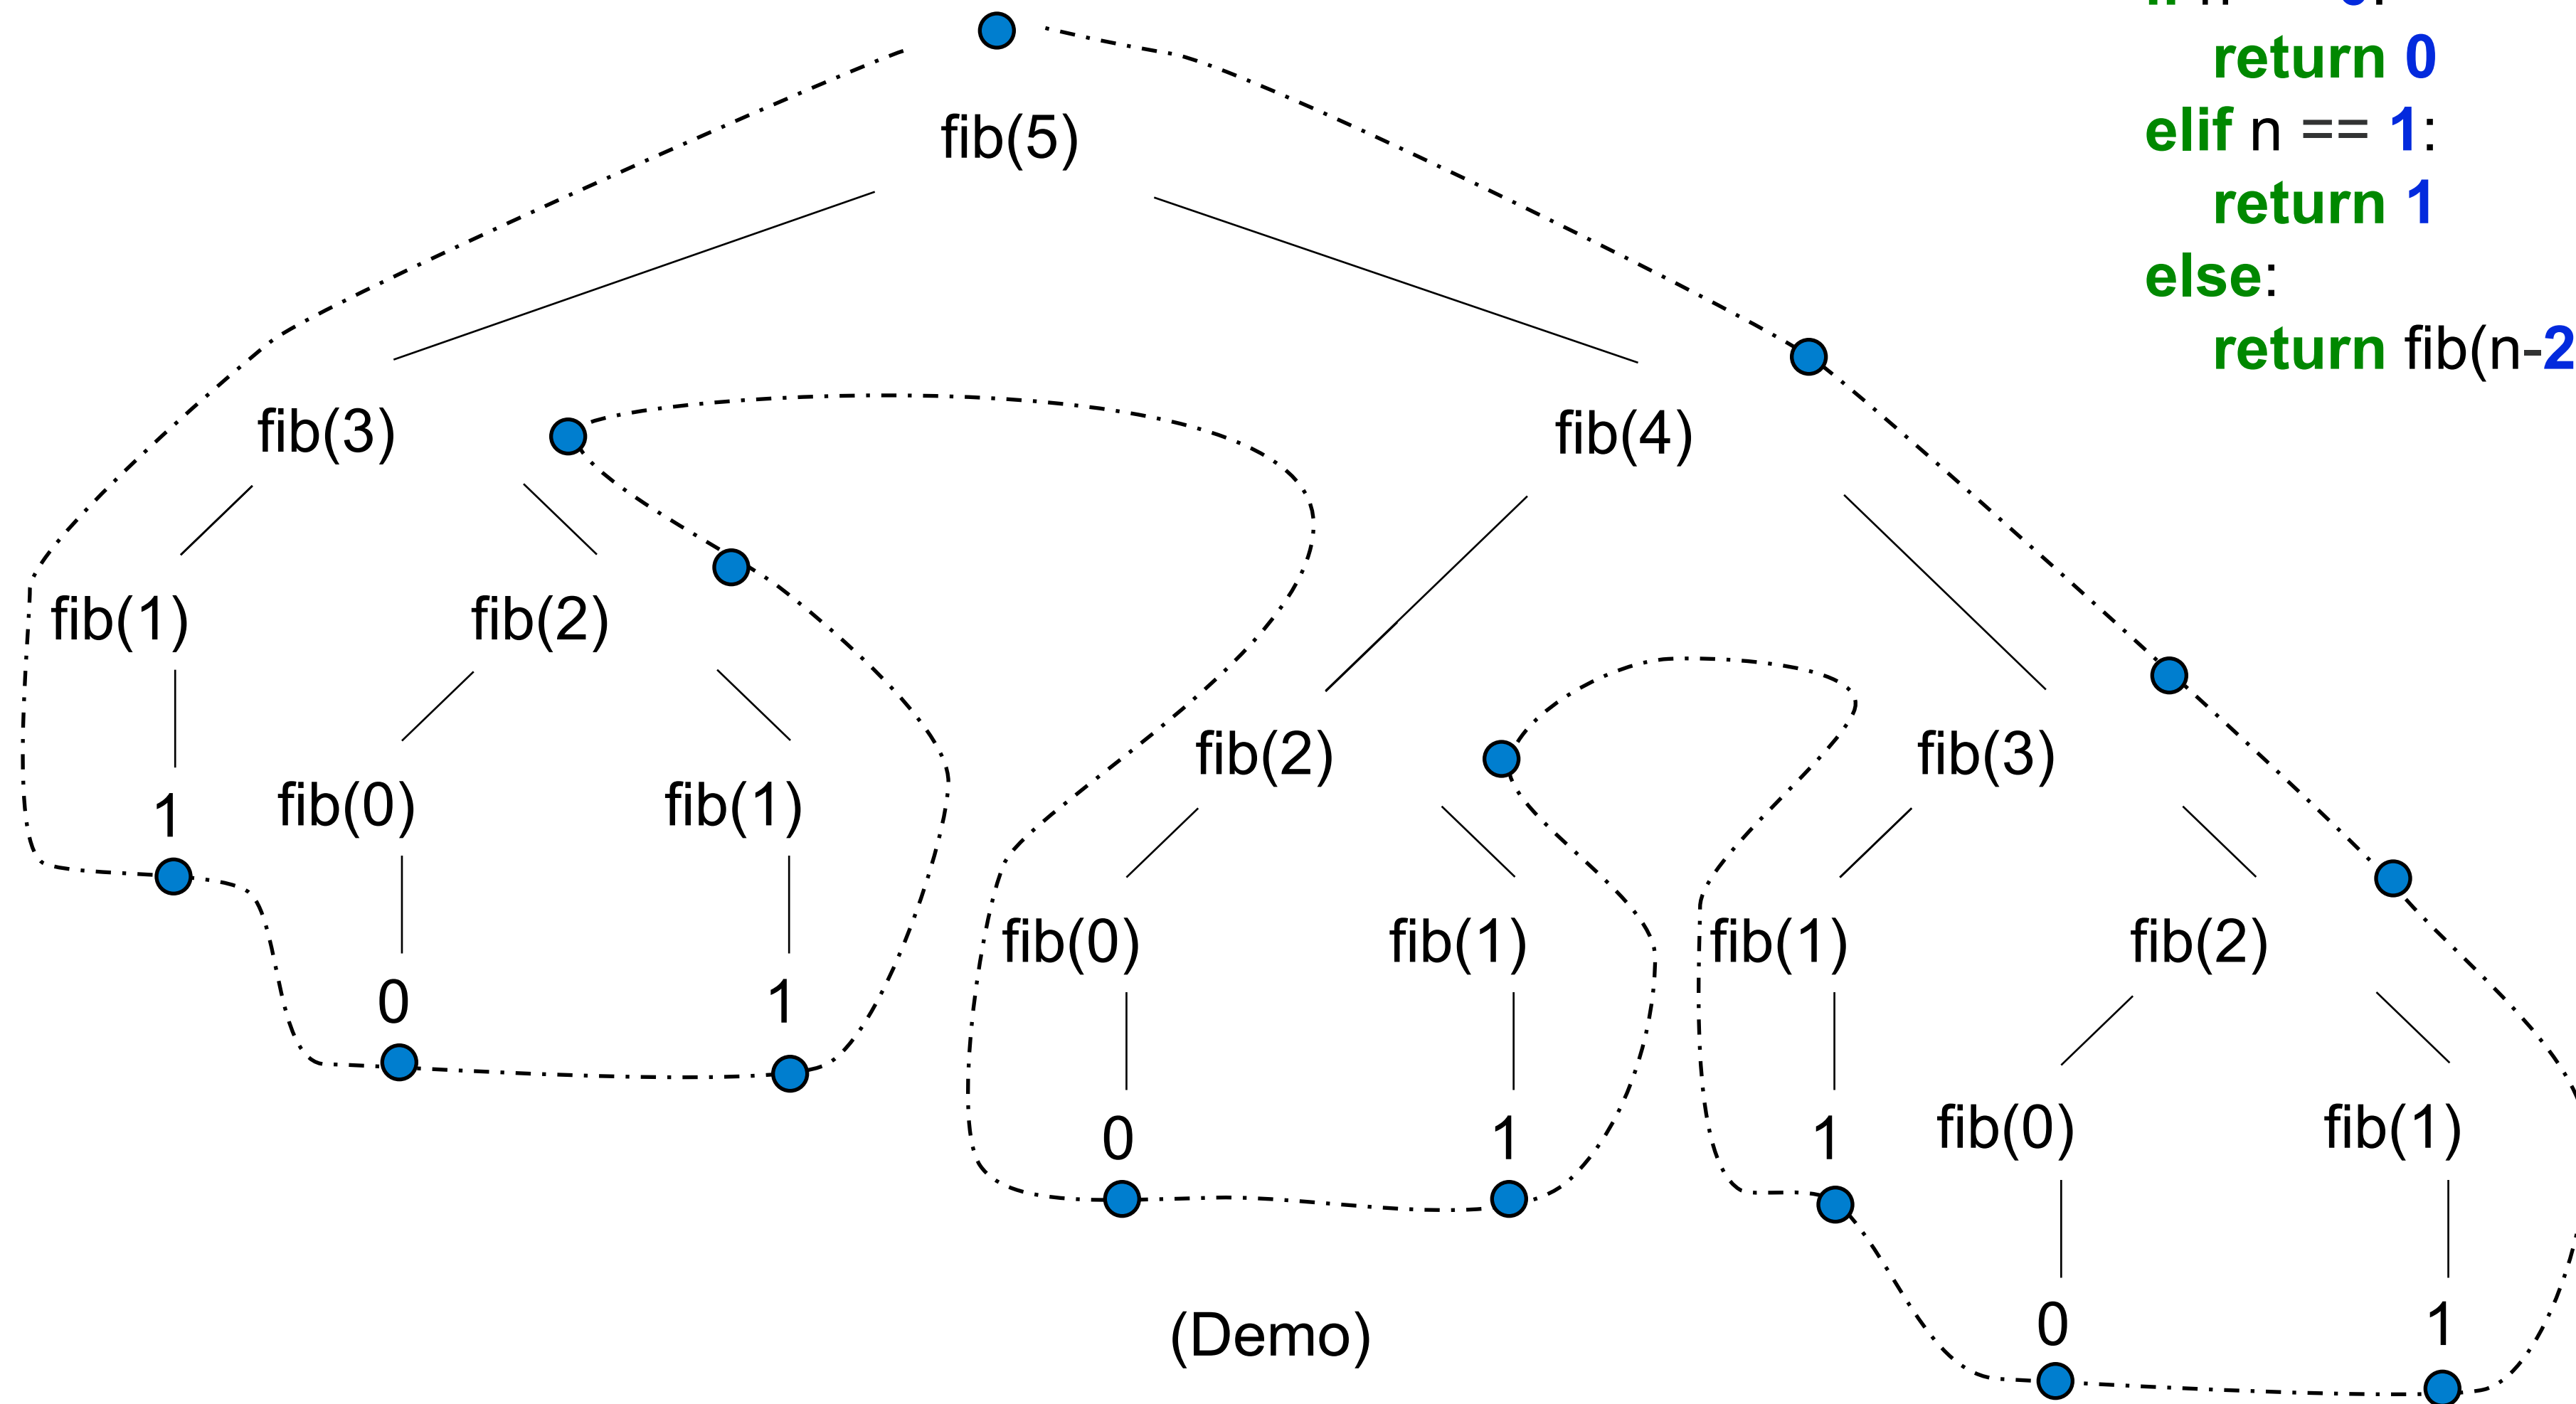 return 0
elif n == 1:
return 1
else:
return fib(n-2
fib(5)
fib(3) fib(4)
fib(1) fib(2)
fib(2) fib(3)
1 fib(0) fib(1)
fib(0) fib(1) fib(1) fib(2)
0 1
0 1 1 fib(0) fib(1)
(Demo) 0 1